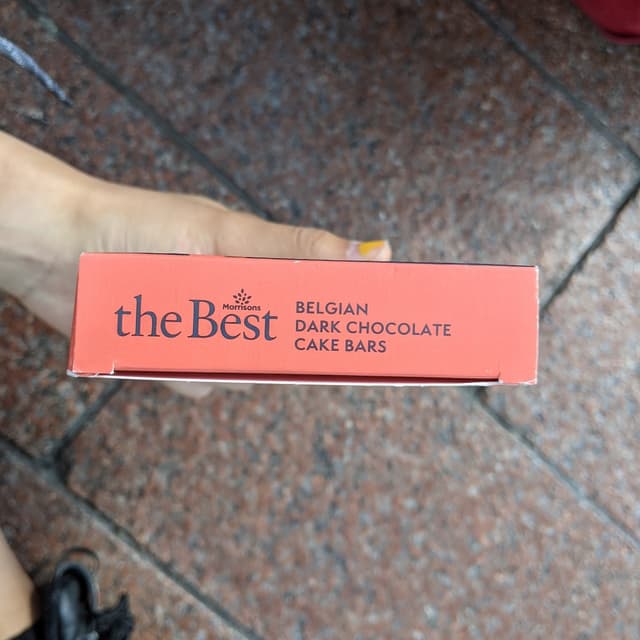 Morrisons
the Best
BELGIAN
DARK CHOCOLATE
CAKE BARS